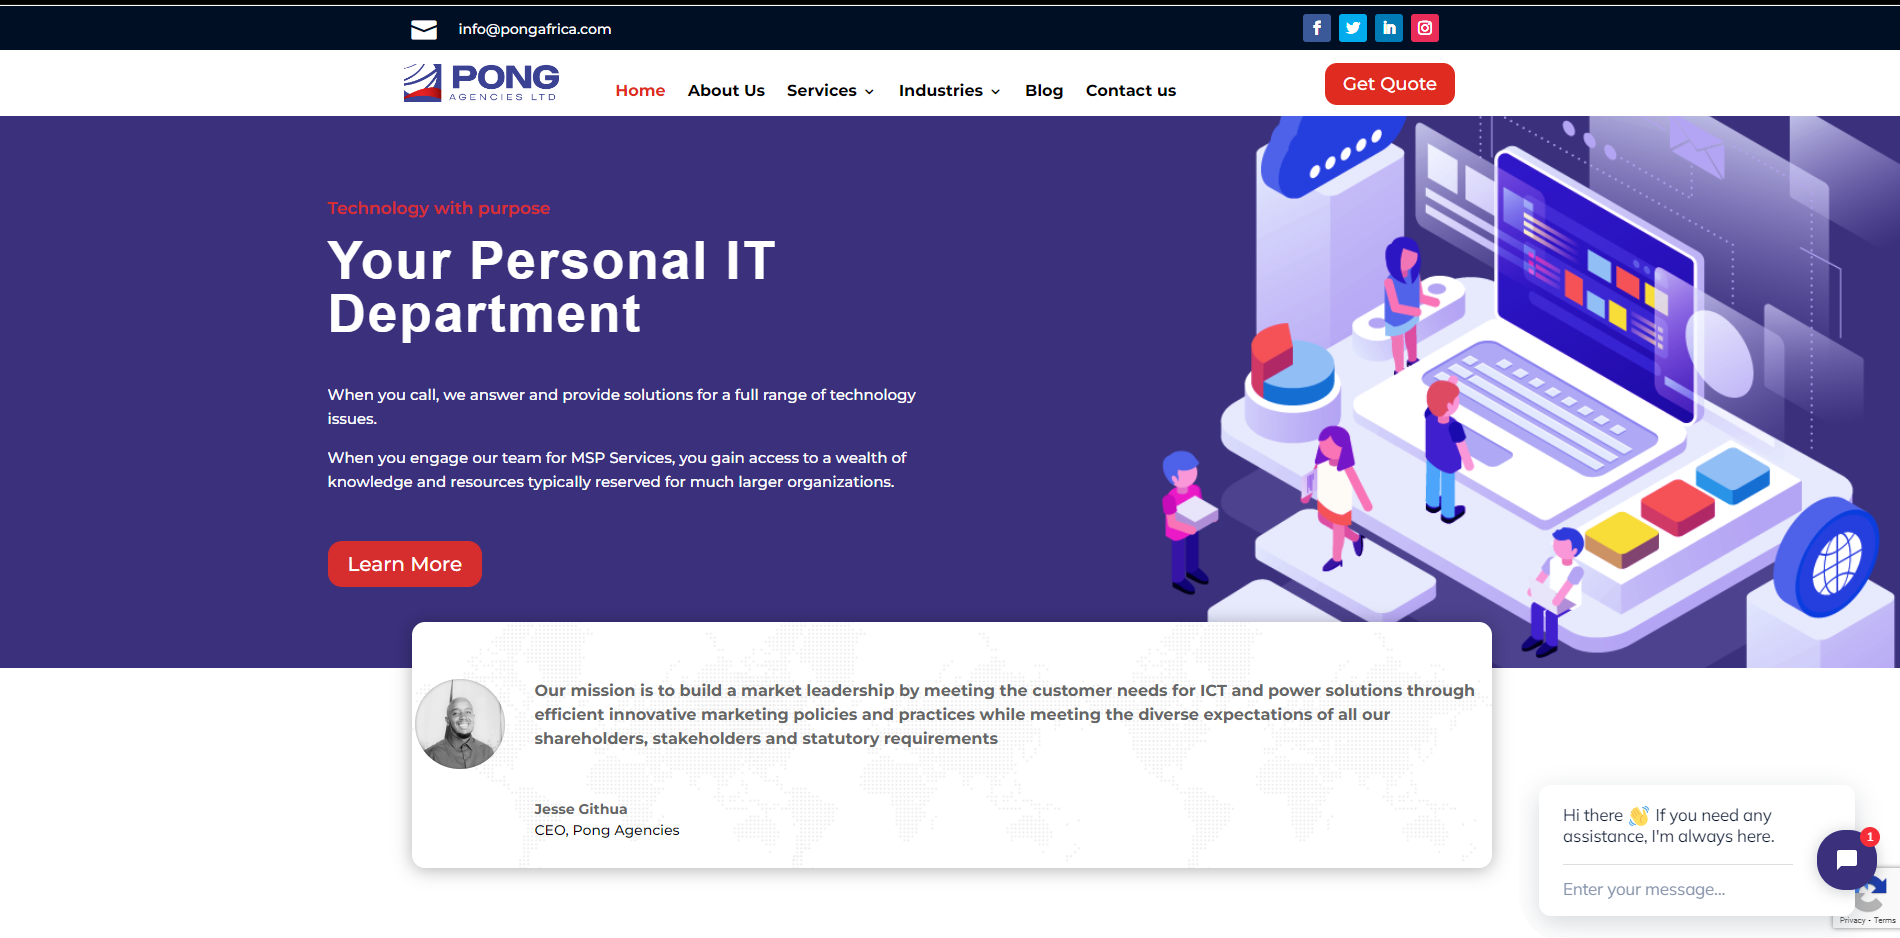 info@pongafrica.com
PONG
AGENCIES LTD
Home About Us Services Industries Blog Contact us
Get Quote
Technology with purpose
Your Personal IT
Department
When you call, we answer and provide solutions for a full range of technology
issues.
When you engage our team for MSP Services, you gain access to a wealth of
knowledge and resources typically reserved for much larger organizations.
Learn More
Our mission is to build a market leadership by meeting the customer needs for ICT and power solutions through
efficient innovative marketing policies and practices while meeting the diverse expectations of all our
shareholders, stakeholders and statutory requirements
Jesse Githua
CEO, Pong Agencies
Hi there 👋 If you need any
assistance, I'm always here.
1
Enter your message...
Privacy - Terms